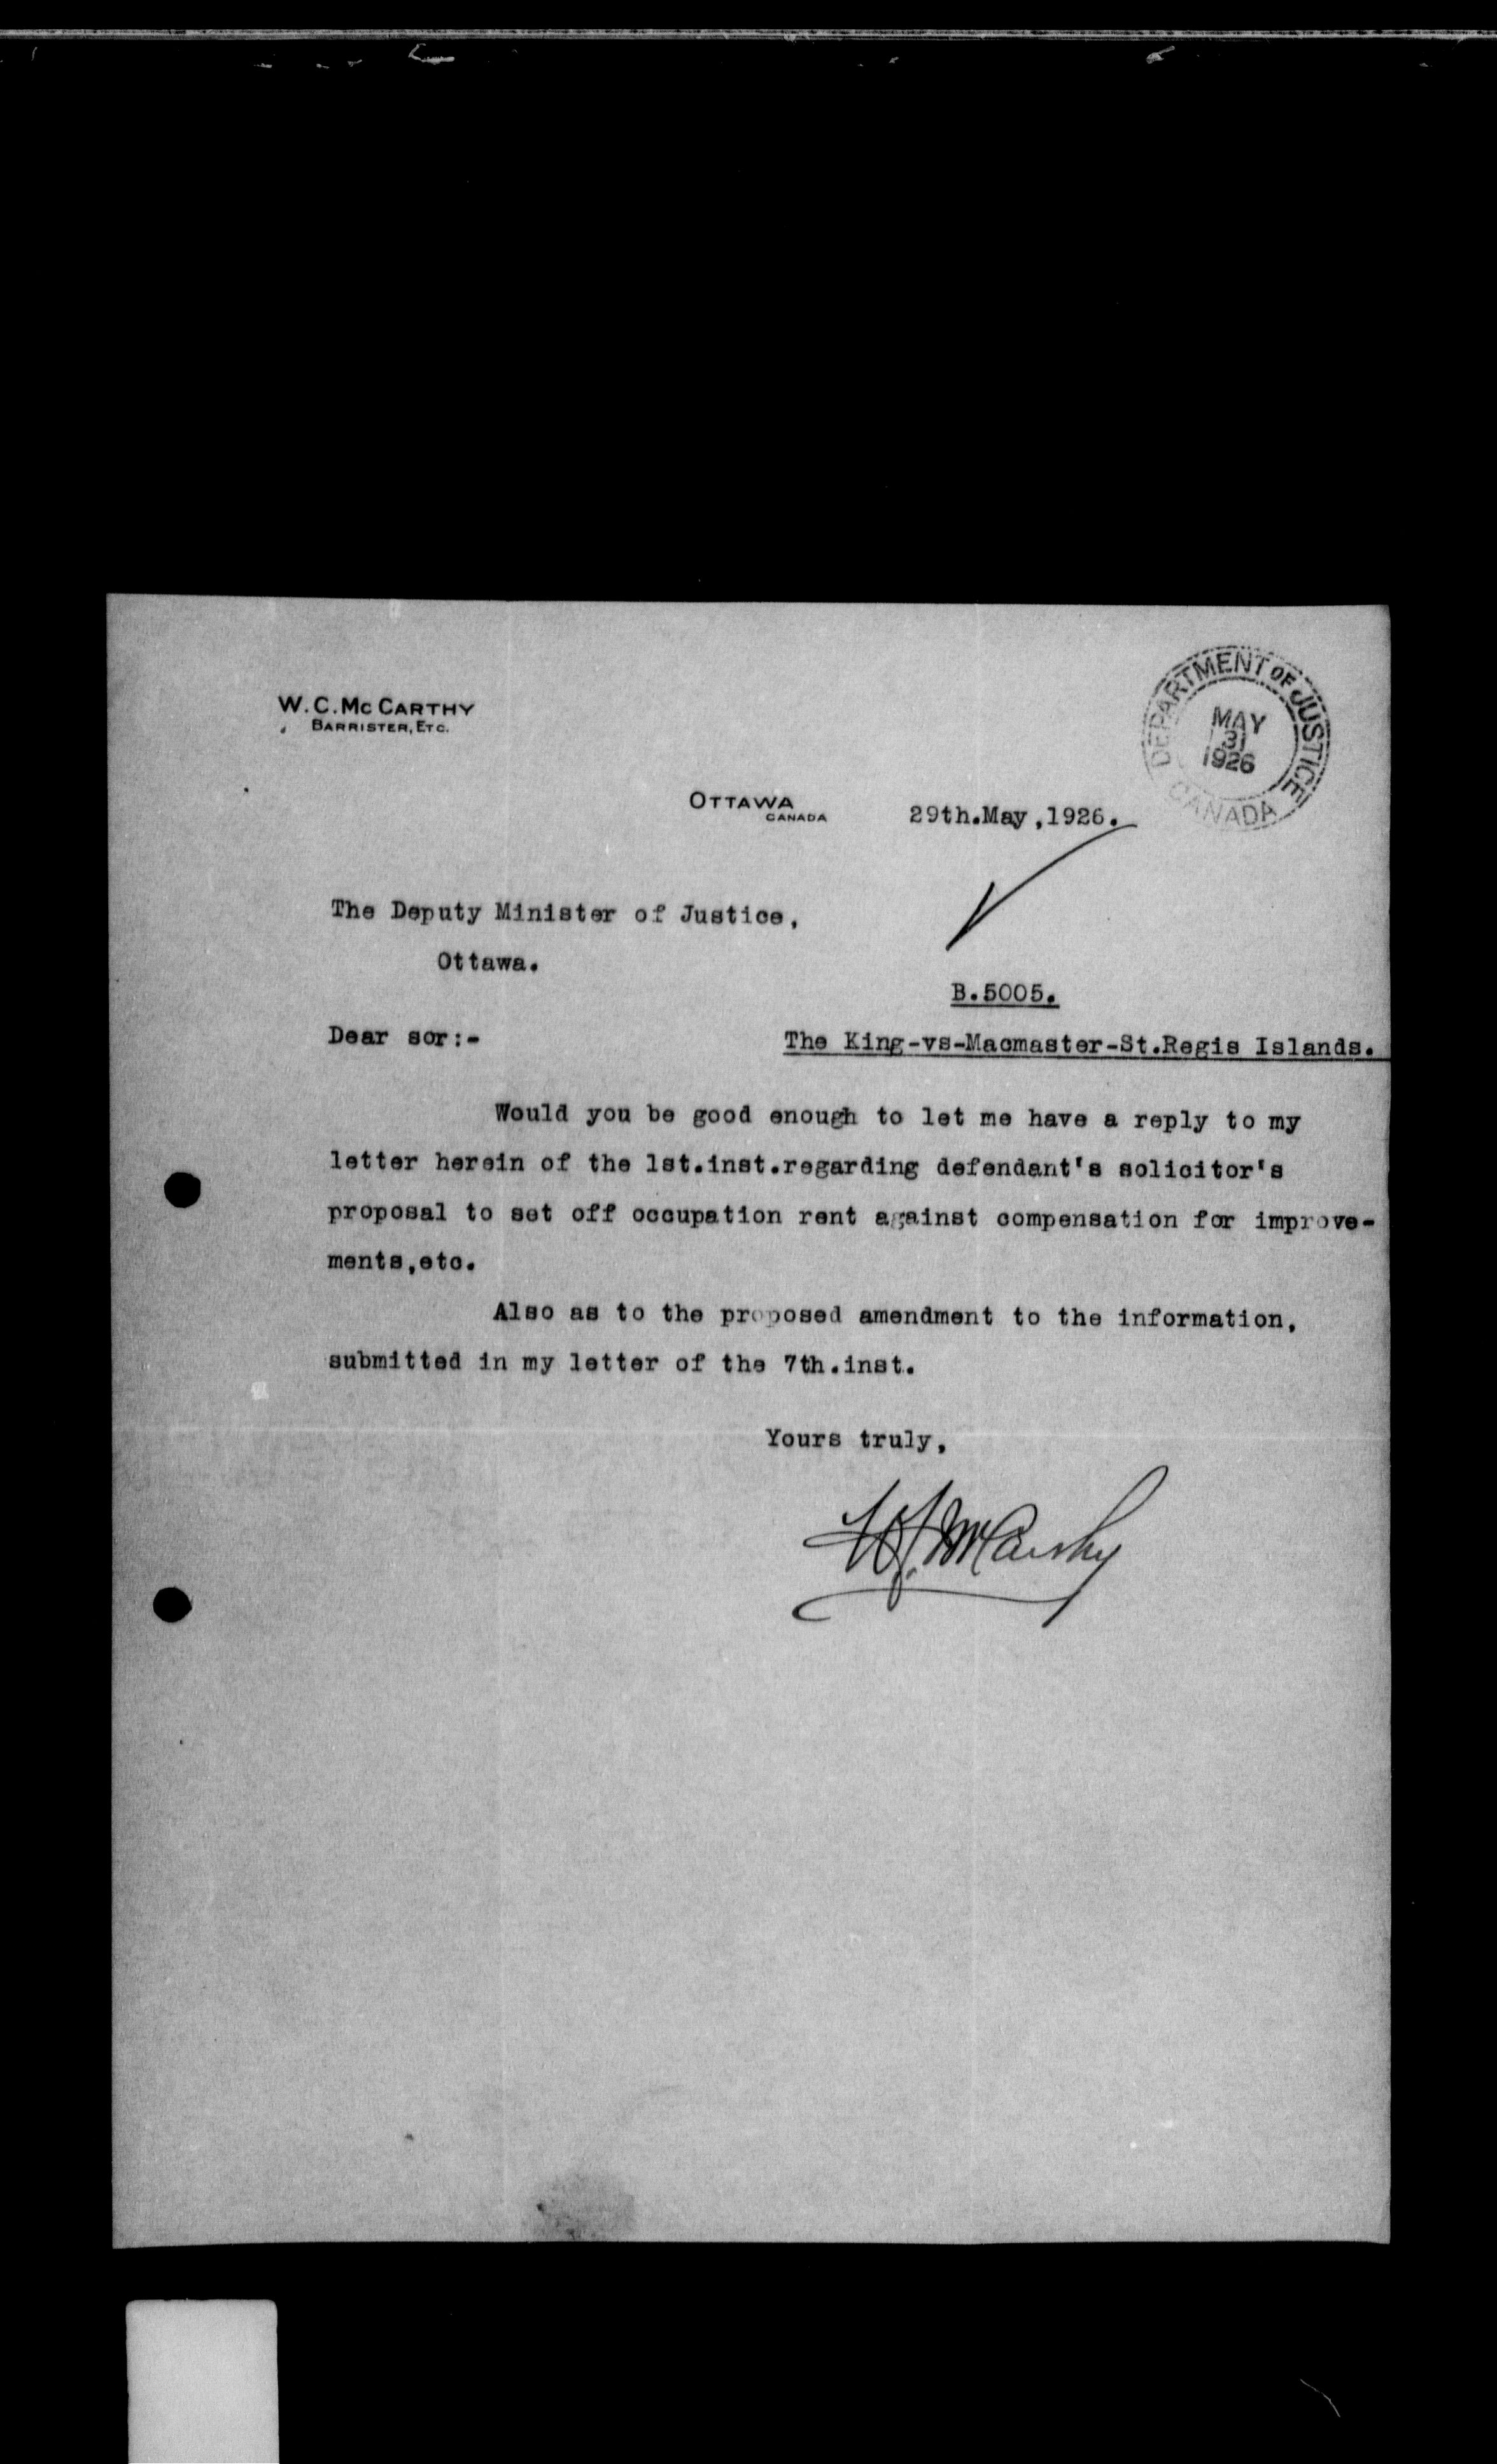 W. C. MCCARTHY
BARRISTER, ETC.
DEPARTMENT OF JUSTICE
MAY
31
1926
CANADA
OTTAWA
CANADA
29th.May,1926.
The Deputy Minister of Justice,
Ottawa.
B.5005.
Dear sor:-
The King-vs-Macmaster-St.Regis Islands.
Would you be good enough to let me have a reply to my
letter herein of the 1st.inst.regarding defendant's solicitor's
proposal to set off occupation rent against compensation for improve-
ments,etc.
Also as to the proposed amendment to the information,
submitted in my letter of the 7th.inst.
Yours truly,
W.C. McCarthy